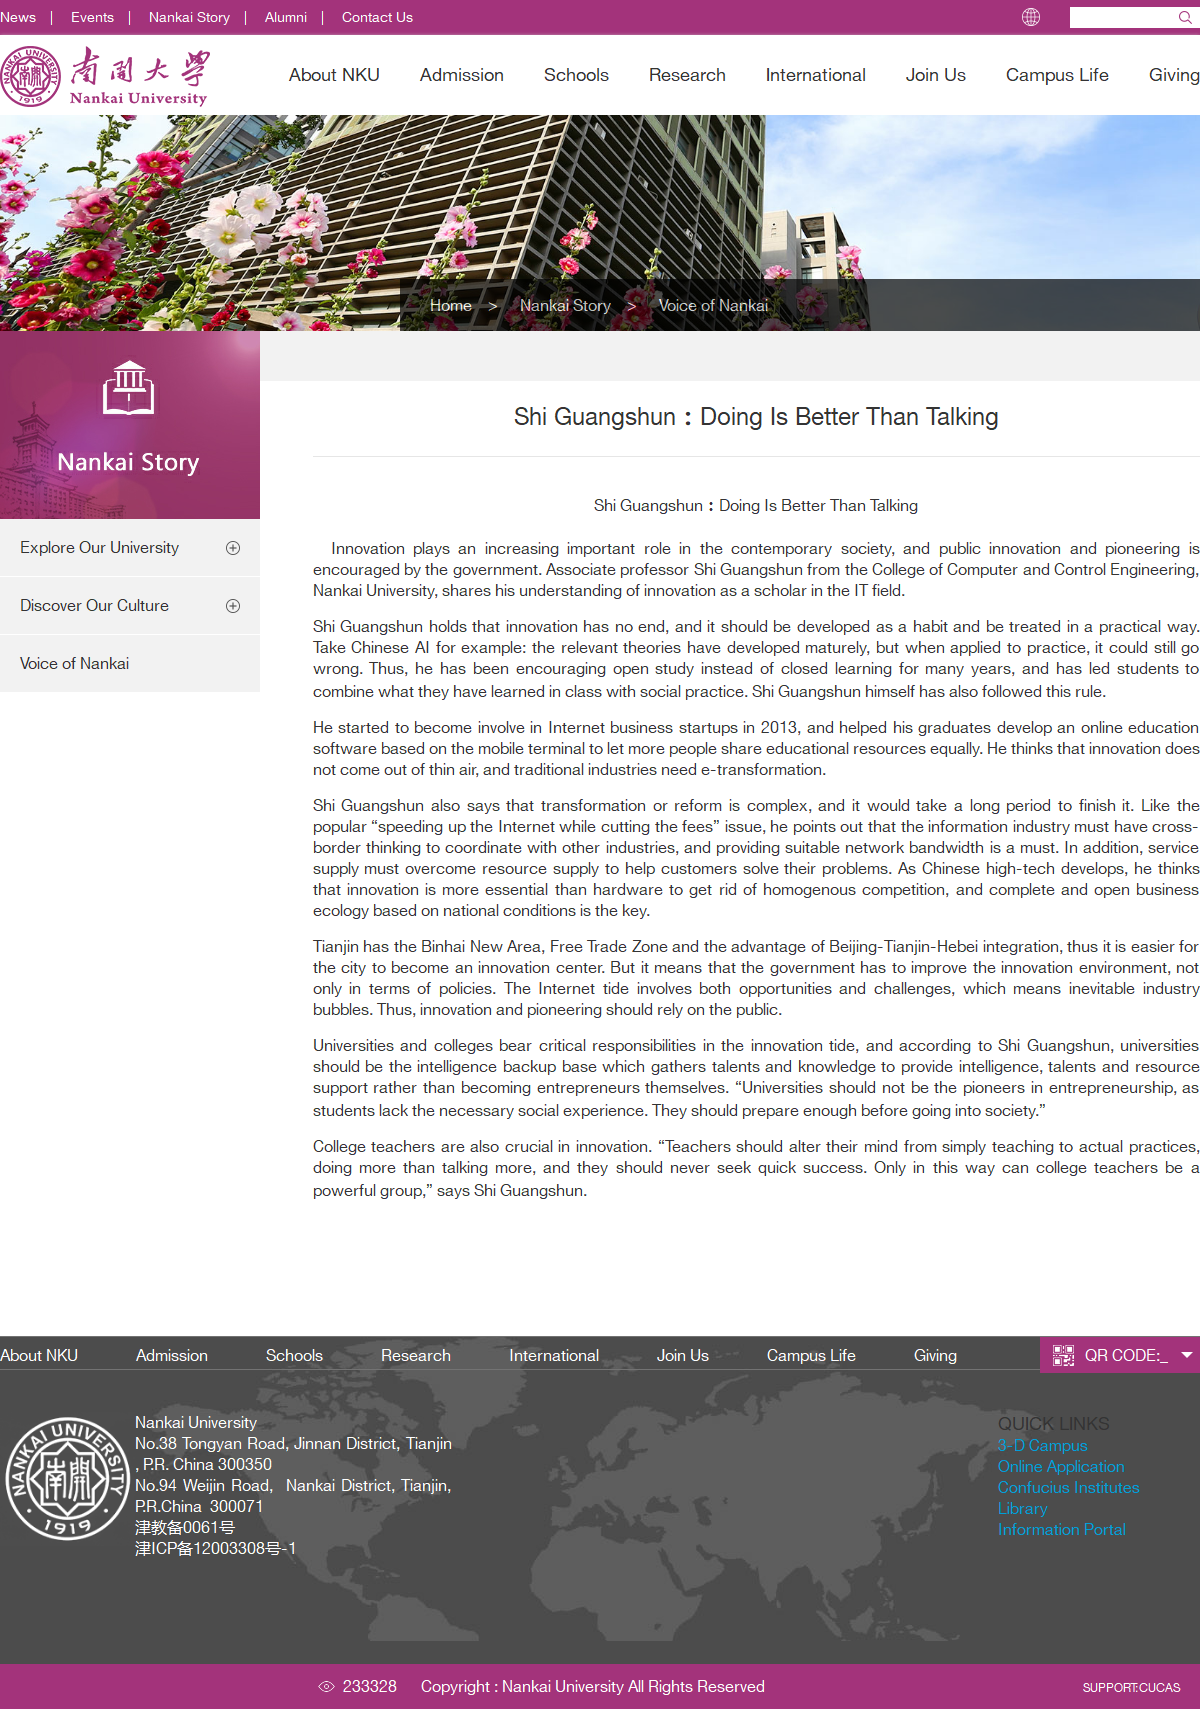 News | Events | Nankai Story | Alumni | Contact Us
NANKAI UNIVERSITY
1919
南開大學
Nankai University
About NKU Admission Schools Research International Join Us Campus Life Giving
Home > Nankai Story > Voice of Nankai
Nankai Story
Explore Our University
Discover Our Culture
Voice of Nankai
Shi Guangshun：Doing Is Better Than Talking
Shi Guangshun：Doing Is Better Than Talking
Innovation plays an increasing important role in the contemporary society, and public innovation and pioneering is
encouraged by the government. Associate professor Shi Guangshun from the College of Computer and Control Engineering,
Nankai University, shares his understanding of innovation as a scholar in the IT field.
Shi Guangshun holds that innovation has no end, and it should be developed as a habit and be treated in a practical way.
Take Chinese AI for example: the relevant theories have developed maturely, but when applied to practice, it could still go
wrong. Thus, he has been encouraging open study instead of closed learning for many years, and has led students to
combine what they have learned in class with social practice. Shi Guangshun himself has also followed this rule.
He started to become involve in Internet business startups in 2013, and helped his graduates develop an online education
software based on the mobile terminal to let more people share educational resources equally. He thinks that innovation does
not come out of thin air, and traditional industries need e-transformation.
Shi Guangshun also says that transformation or reform is complex, and it would take a long period to finish it. Like the
popular “speeding up the Internet while cutting the fees” issue, he points out that the information industry must have cross-
border thinking to coordinate with other industries, and providing suitable network bandwidth is a must. In addition, service
supply must overcome resource supply to help customers solve their problems. As Chinese high-tech develops, he thinks
that innovation is more essential than hardware to get rid of homogenous competition, and complete and open business
ecology based on national conditions is the key.
Tianjin has the Binhai New Area, Free Trade Zone and the advantage of Beijing-Tianjin-Hebei integration, thus it is easier for
the city to become an innovation center. But it means that the government has to improve the innovation environment, not
only in terms of policies. The Internet tide involves both opportunities and challenges, which means inevitable industry
bubbles. Thus, innovation and pioneering should rely on the public.
Universities and colleges bear critical responsibilities in the innovation tide, and according to Shi Guangshun, universities
should be the intelligence backup base which gathers talents and knowledge to provide intelligence, talents and resource
support rather than becoming entrepreneurs themselves. “Universities should not be the pioneers in entrepreneurship, as
students lack the necessary social experience. They should prepare enough before going into society.”
College teachers are also crucial in innovation. “Teachers should alter their mind from simply teaching to actual practices,
doing more than talking more, and they should never seek quick success. Only in this way can college teachers be a
powerful group,” says Shi Guangshun.
About NKU Admission Schools Research International Join Us Campus Life Giving QR CODE:_
NANKAI UNIVERSITY
南開
1919
Nankai University
No.38 Tongyan Road, Jinnan District, Tianjin
, P.R. China 300350
No.94 Weijin Road, Nankai District, Tianjin,
P.R.China 300071
津教备0061号
津ICP备12003308号-1
QUICK LINKS
3-D Campus
Online Application
Confucius Institutes
Library
Information Portal
233328 Copyright : Nankai University All Rights Reserved SUPPORT:CUCAS